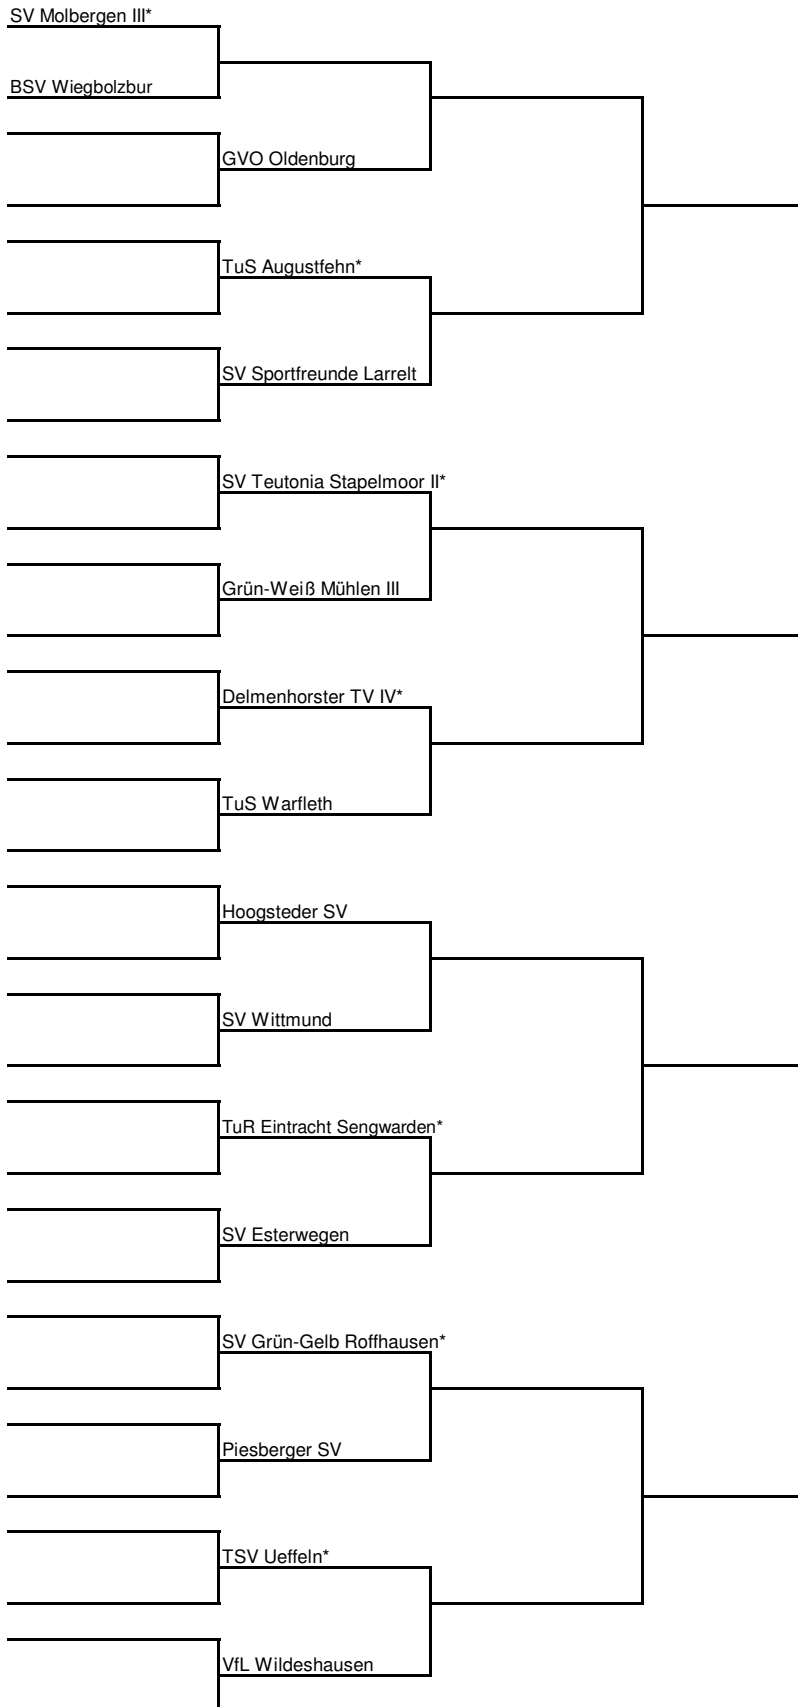 SV Molbergen III*
BSV Wiegbolzbur
GVO Oldenburg
TuS Augustfehn*
SV Sportfreunde Larrelt
SV Teutonia Stapelmoor II*
Grün-Weiß Mühlen III
Delmenhorster TV IV*
TuS Warfleth
Hoogsteder SV
SV Wittmund
TuR Eintracht Sengwarden*
SV Esterwegen
SV Grün-Gelb Roffhausen*
Piesberger SV
TSV Ueffeln*
VfL Wildeshausen